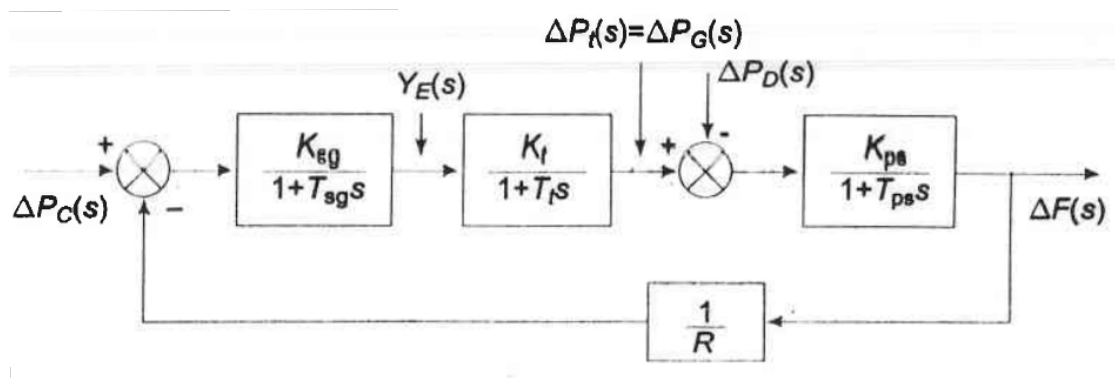 ΔP_t(s)=ΔP_G(s)
ΔP_D(s)
Y_E(s)
+
K_sg
1+T_sg s
K_t
1+T_t s
+
-
K_ps
1+T_ps s
ΔP_C(s)
−
ΔF(s)
1
R